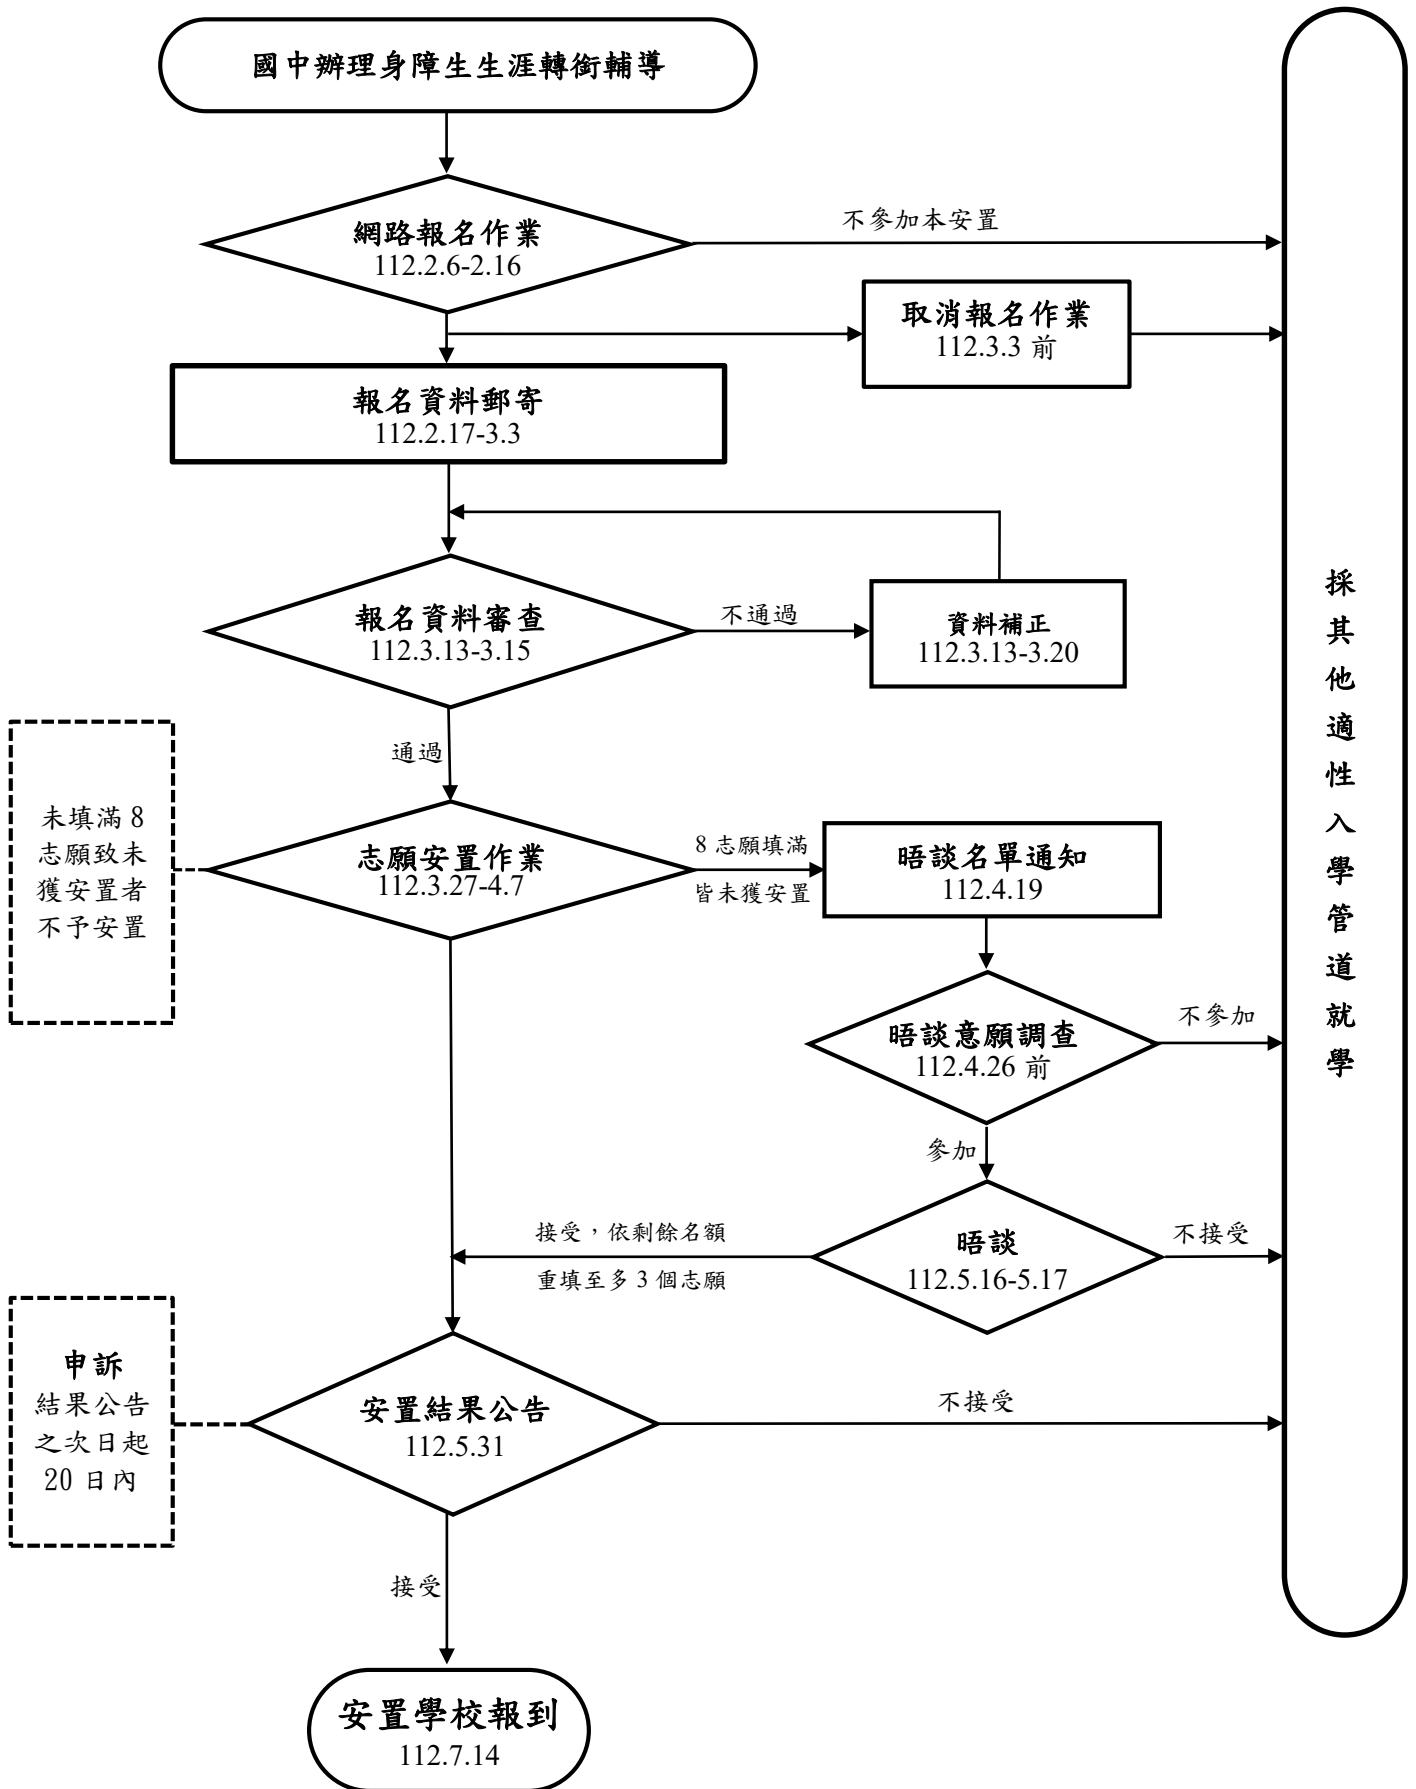 國中辦理身障生生涯轉銜輔導
網路報名作業
112.2.6-2.16
不參加本安置
取消報名作業
112.3.3 前
報名資料郵寄
112.2.17-3.3
報名資料審查
112.3.13-3.15
不通過
資料補正
112.3.13-3.20
通過
未填滿 8
志願致未
獲安置者
不予安置
志願安置作業
112.3.27-4.7
8 志願填滿
皆未獲安置
晤談名單通知
112.4.19
晤談意願調查
112.4.26 前
不參加
參加
晤談
112.5.16-5.17
不接受
接受，依剩餘名額
重填至多 3 個志願
申訴
結果公告
之次日起
20 日內
安置結果公告
112.5.31
不接受
接受
安置學校報到
112.7.14
採其他適性入學管道就學